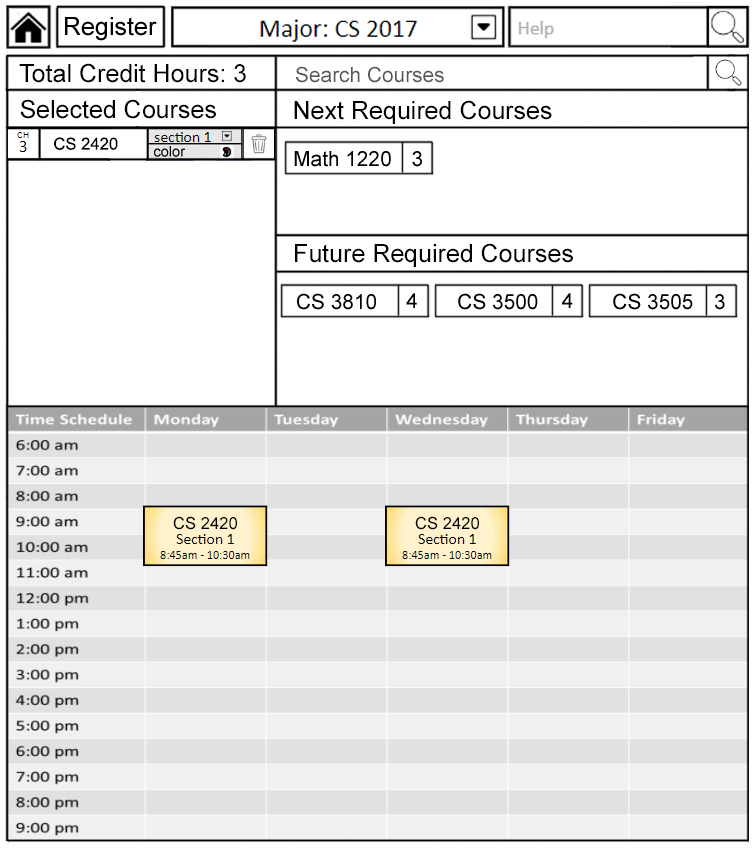 Register
Major: CS 2017
Help
Total Credit Hours: 3
Search Courses
Selected Courses
CH
3
CS 2420
section 1
color
Next Required Courses
Math 1220 3
Future Required Courses
CS 3810 4 CS 3500 4 CS 3505 3
Time Schedule Monday Tuesday Wednesday Thursday Friday
6:00 am
7:00 am
8:00 am
9:00 am
10:00 am
11:00 am
12:00 pm
1:00 pm
2:00 pm
3:00 pm
4:00 pm
5:00 pm
6:00 pm
7:00 pm
8:00 pm
9:00 pm
CS 2420
Section 1
8:45am - 10:30am
CS 2420
Section 1
8:45am - 10:30am